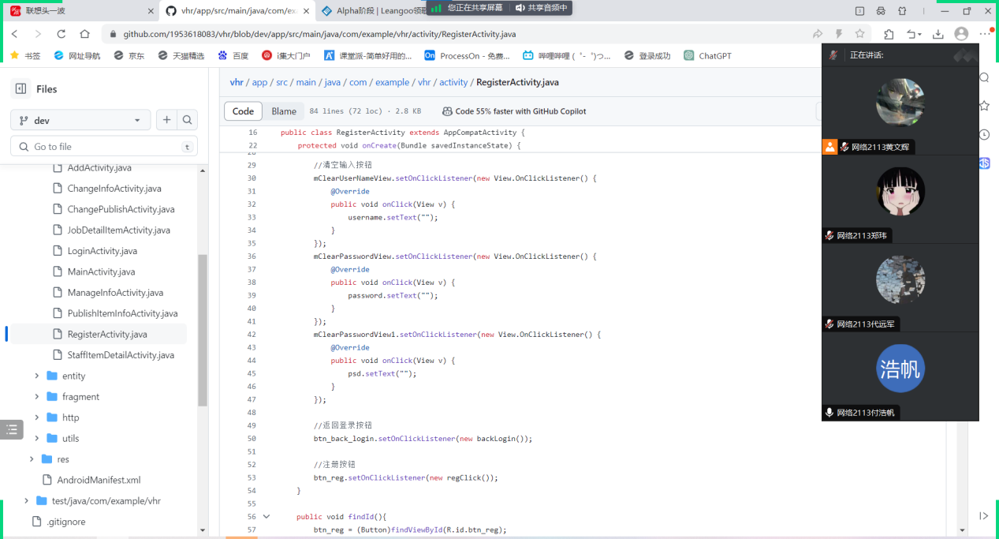 联想头一波
vhr/app/src/main/java/com/exa
Alpha阶段 | Leangoo领
您正在共享屏幕
共享音频中
github.com/1953618083/vhr/blob/dev/app/src/main/java/com/example/vhr/activity/RegisterActivity.java
书签
网址导航
京东
天猫精选
百度
i集大门户
课堂派-简单好用的...
ProcessOn - 免费...
哔哩哔哩 ( ゜- ゜)つ...
登录成功
ChatGPT
正在讲话:
Files
dev
Go to file
t
AddActivity.java
ChangeInfoActivity.java
ChangePublishActivity.java
JobDetailItemActivity.java
LoginActivity.java
MainActivity.java
ManageInfoActivity.java
PublishItemInfoActivity.java
RegisterActivity.java
StaffItemDetailActivity.java
entity
fragment
http
utils
res
AndroidManifest.xml
test/java/com/example/vhr
.gitignore
vhr / app / src / main / java / com / example / vhr / activity / RegisterActivity.java
Code
Blame
84 lines (72 loc) · 2.8 KB
Code 55% faster with GitHub Copilot
16 public class RegisterActivity extends AppCompatActivity {
22 protected void onCreate(Bundle savedInstanceState) {
28
29 //清空输入按钮
30 mClearUserNameView.setOnClickListener(new View.OnClickListener() {
31 @Override
32 public void onClick(View v) {
33 username.setText("");
34 }
35 });
36 mClearPasswordView.setOnClickListener(new View.OnClickListener() {
37 @Override
38 public void onClick(View v) {
39 password.setText("");
40 }
41 });
42 mClearPasswordView1.setOnClickListener(new View.OnClickListener() {
43 @Override
44 public void onClick(View v) {
45 psd.setText("");
46 }
47 });
48
49 //返回登录按钮
50 btn_back_login.setOnClickListener(new backLogin());
51
52 //注册按钮
53 btn_reg.setOnClickListener(new regClick());
54 }
55
56 public void findId(){
57 btn_reg = (Button)findViewById(R.id.btn_reg);
网络2113黄文辉
网络2113郑玮
网络2113代远军
浩帆
网络2113付浩帆